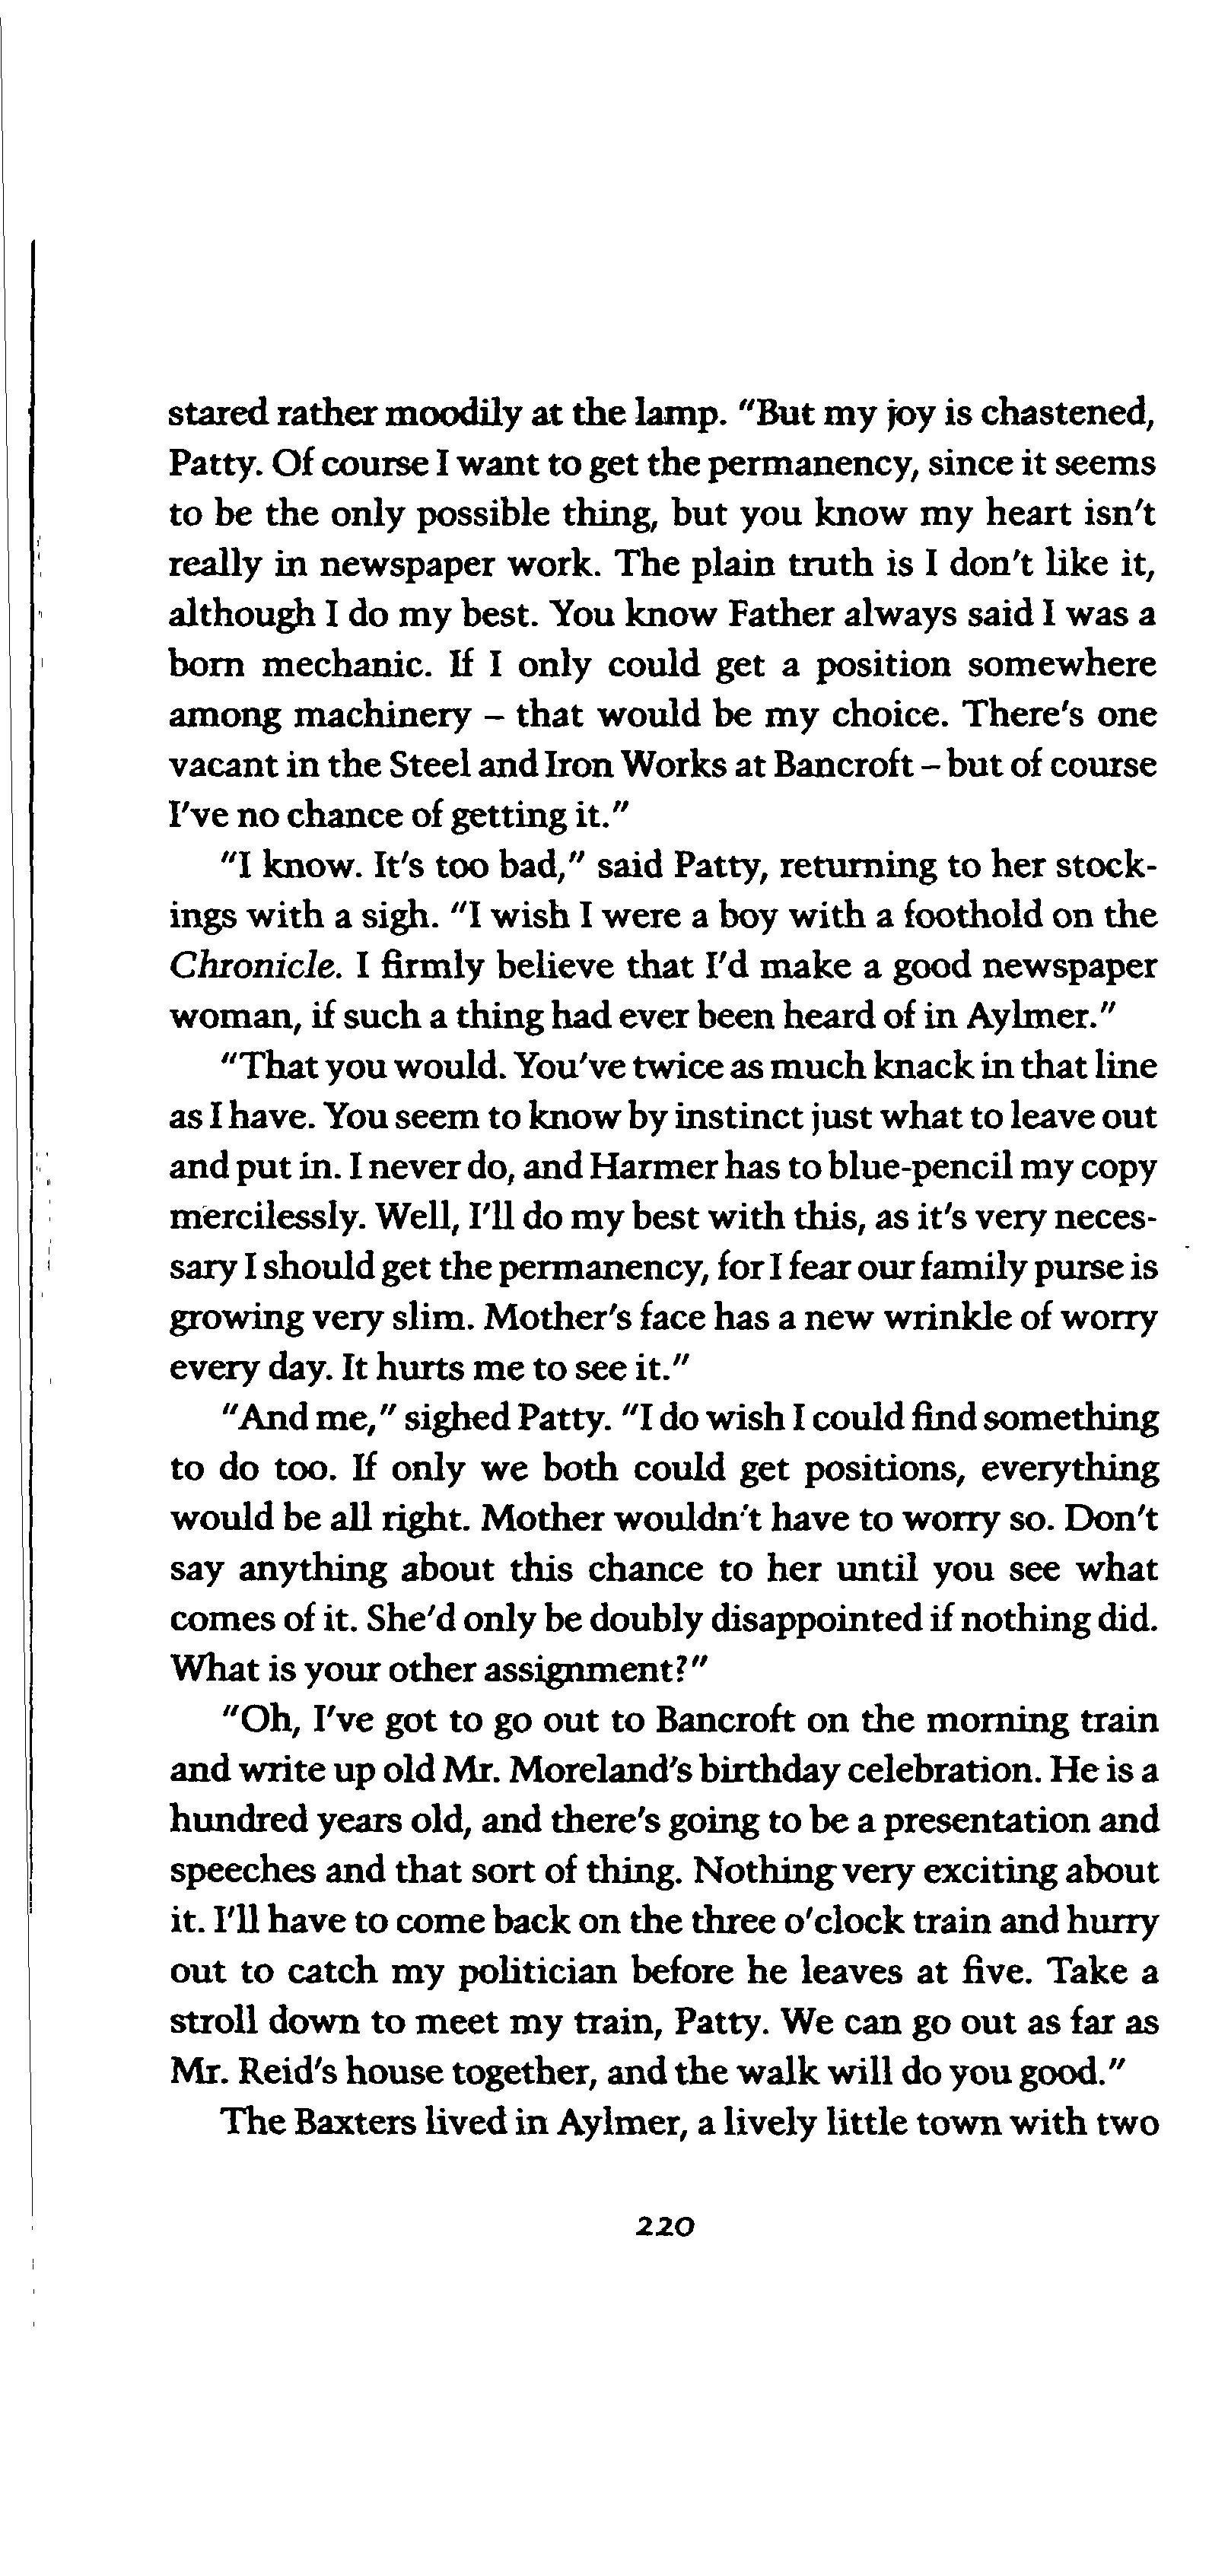 stared rather moodily at the lamp. "But my joy is chastened,
Patty. Of course I want to get the permanency, since it seems
to be the only possible thing, but you know my heart isn't
really in newspaper work. The plain truth is I don't like it,
although I do my best. You know Father always said I was a
born mechanic. If I only could get a position somewhere
among machinery – that would be my choice. There's one
vacant in the Steel and Iron Works at Bancroft – but of course
I've no chance of getting it."
"I know. It's too bad," said Patty, returning to her stock-
ings with a sigh. "I wish I were a boy with a foothold on the
Chronicle. I firmly believe that I'd make a good newspaper
woman, if such a thing had ever been heard of in Aylmer."
"That you would. You've twice as much knack in that line
as I have. You seem to know by instinct just what to leave out
and put in. I never do, and Harmer has to blue-pencil my copy
mercilessly. Well, I'll do my best with this, as it's very neces-
sary I should get the permanency, for I fear our family purse is
growing very slim. Mother's face has a new wrinkle of worry
every day. It hurts me to see it."
"And me," sighed Patty. "I do wish I could find something
to do too. If only we both could get positions, everything
would be all right. Mother wouldn't have to worry so. Don't
say anything about this chance to her until you see what
comes of it. She'd only be doubly disappointed if nothing did.
What is your other assignment?"
"Oh, I've got to go out to Bancroft on the morning train
and write up old Mr. Moreland's birthday celebration. He is a
hundred years old, and there's going to be a presentation and
speeches and that sort of thing. Nothing very exciting about
it. I'll have to come back on the three o'clock train and hurry
out to catch my politician before he leaves at five. Take a
stroll down to meet my train, Patty. We can go out as far as
Mr. Reid's house together, and the walk will do you good."
The Baxters lived in Aylmer, a lively little town with two
220